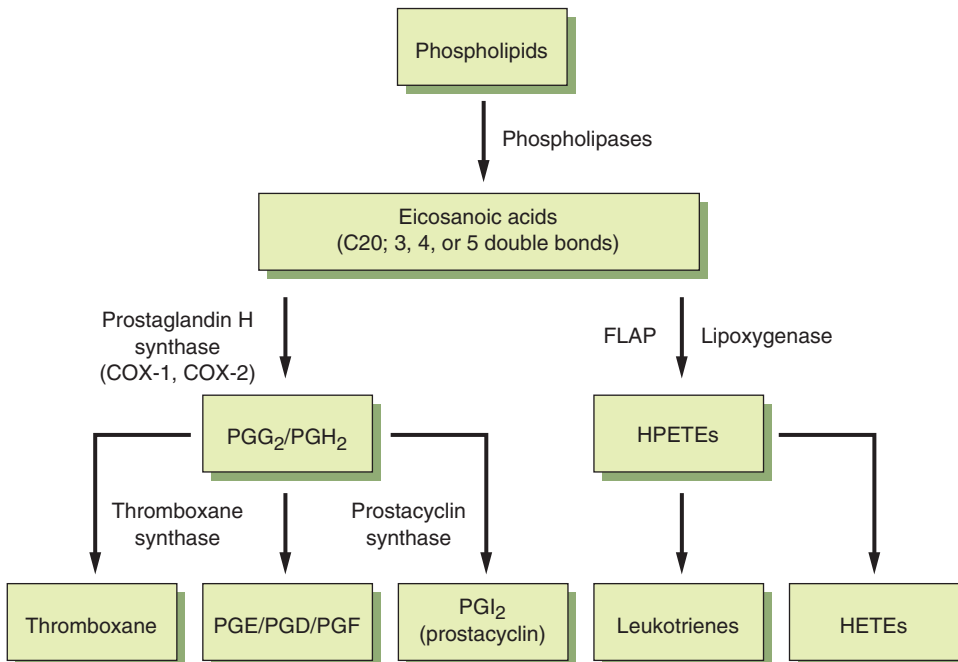 Phospholipids
Phospholipases
Eicosanoic acids
(C20; 3, 4, or 5 double bonds)
Prostaglandin H
synthase
(COX-1, COX-2)
FLAP
Lipoxygenase
PGG₂/PGH₂
HPETEs
Thromboxane
synthase
Prostacyclin
synthase
Thromboxane
PGE/PGD/PGF
PGI₂
(prostacyclin)
Leukotrienes
HETEs